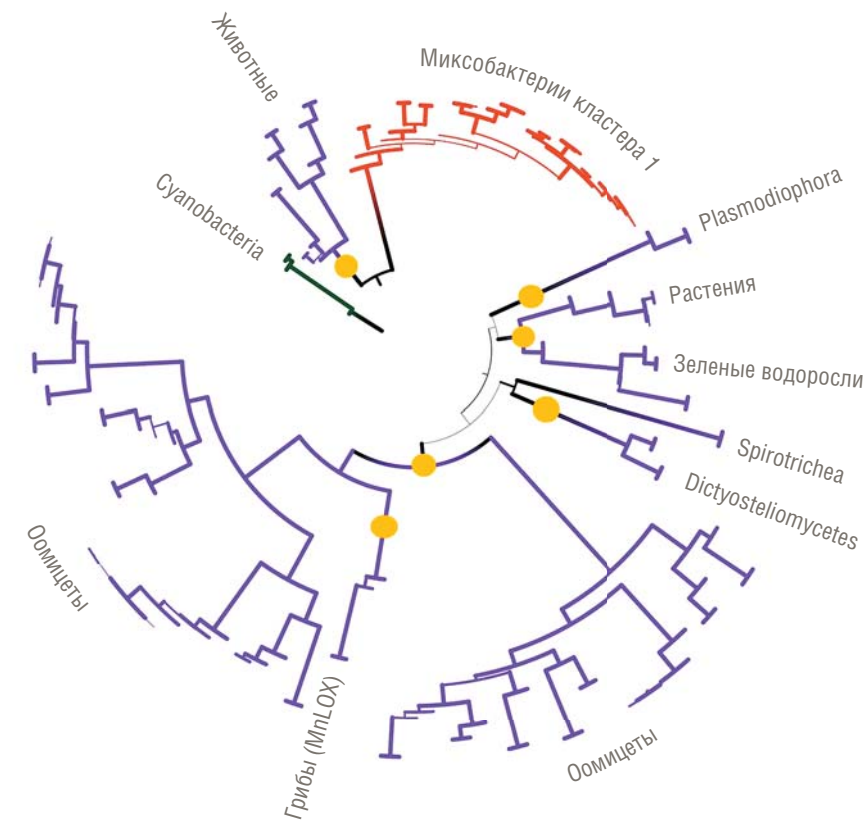 Животные
Миксобактерии кластера 1
Cyanobacteria
Plasmodiophora
Растения
Зеленые водоросли
Spirotrichea
Dictyosteliomycetes
Оомицеты
Грибы (MnLOX)
Оомицеты